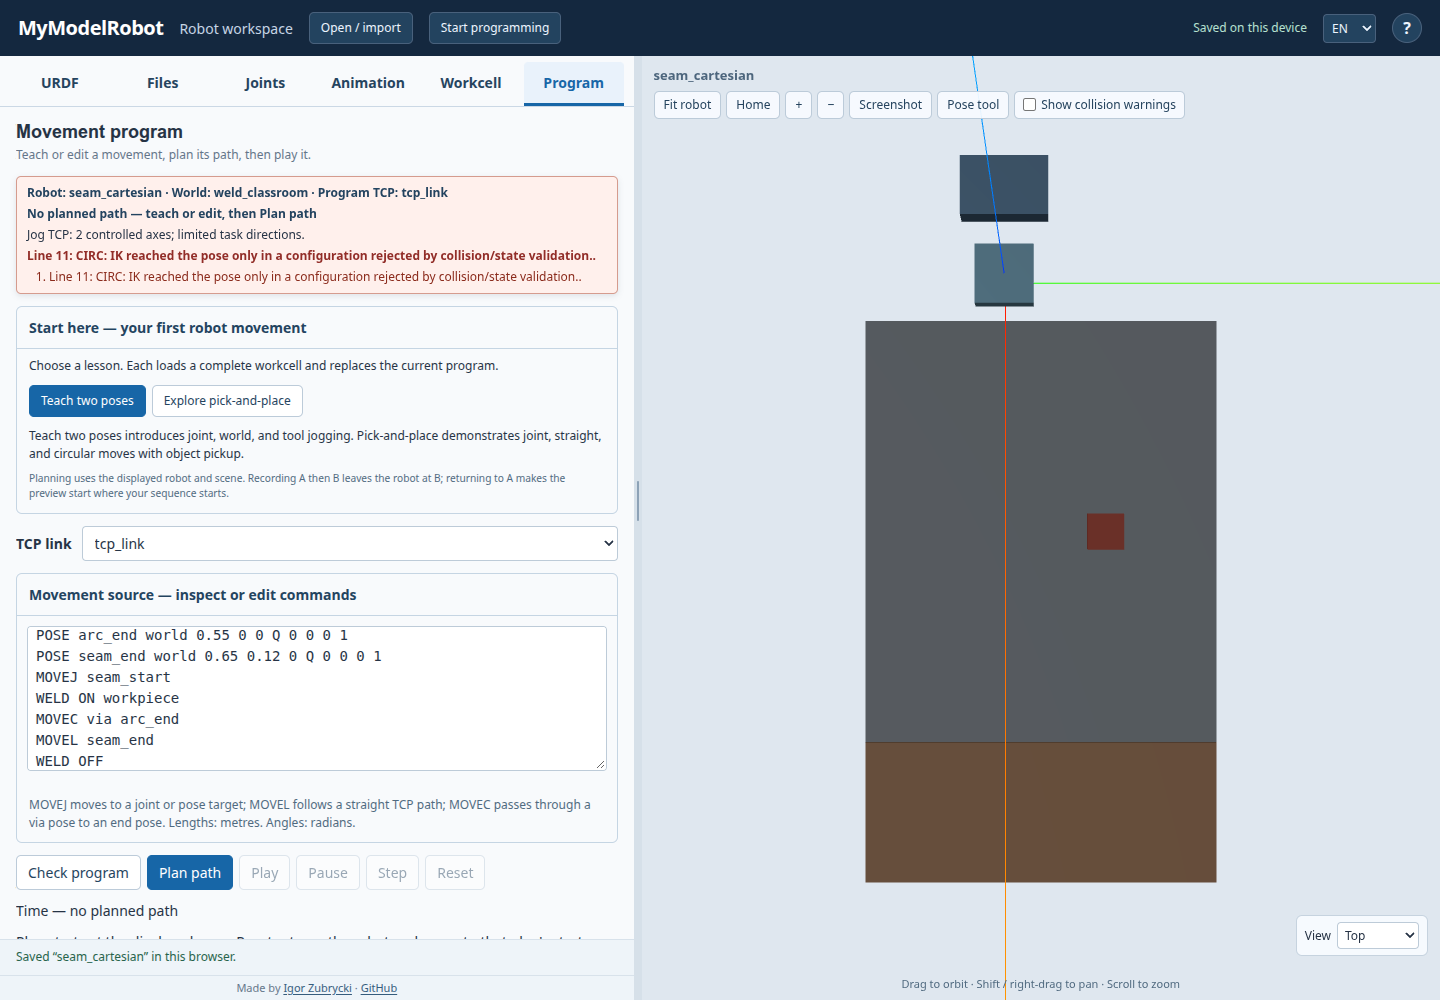 MyModelRobot
Robot workspace
Open / import
Start programming
Saved on this device
EN
?
URDF
Files
Joints
Animation
Workcell
Program
Movement program
Teach or edit a movement, plan its path, then play it.
Robot: seam_cartesian · World: weld_classroom · Program TCP: tcp_link
No planned path — teach or edit, then Plan path
Jog TCP: 2 controlled axes; limited task directions.
Line 11: CIRC: IK reached the pose only in a configuration rejected by collision/state validation..
1. Line 11: CIRC: IK reached the pose only in a configuration rejected by collision/state validation..
Start here — your first robot movement
Choose a lesson. Each loads a complete workcell and replaces the current program.
Teach two poses
Explore pick-and-place
Teach two poses introduces joint, world, and tool jogging. Pick-and-place demonstrates joint, straight,
and circular moves with object pickup.
Planning uses the displayed robot and scene. Recording A then B leaves the robot at B; returning to A makes the
preview start where your sequence starts.
TCP link
tcp_link
Movement source — inspect or edit commands
POSE arc_end world 0.55 0 0 Q 0 0 0 1
POSE seam_end world 0.65 0.12 0 Q 0 0 0 1
MOVEJ seam_start
WELD ON workpiece
MOVEC via arc_end
MOVEL seam_end
WELD OFF
MOVEJ moves to a joint or pose target; MOVEL follows a straight TCP path; MOVEC passes through a
via pose to an end pose. Lengths: metres. Angles: radians.
Check program
Plan path
Play
Pause
Step
Reset
Time — no planned path
Saved “seam_cartesian” in this browser.
Made by Igor Zubrycki · GitHub
seam_cartesian
Fit robot
Home
+
−
Screenshot
Pose tool
Show collision warnings
View
Top
Drag to orbit · Shift / right-drag to pan · Scroll to zoom